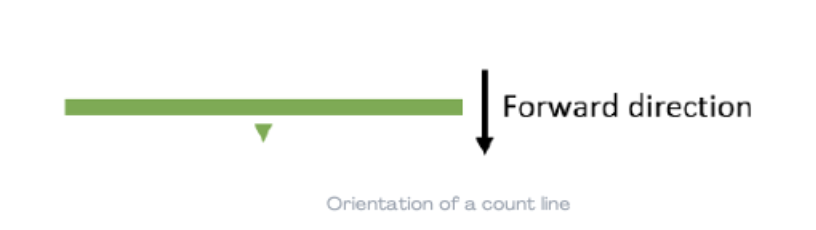 Forward direction
Orientation of a count line